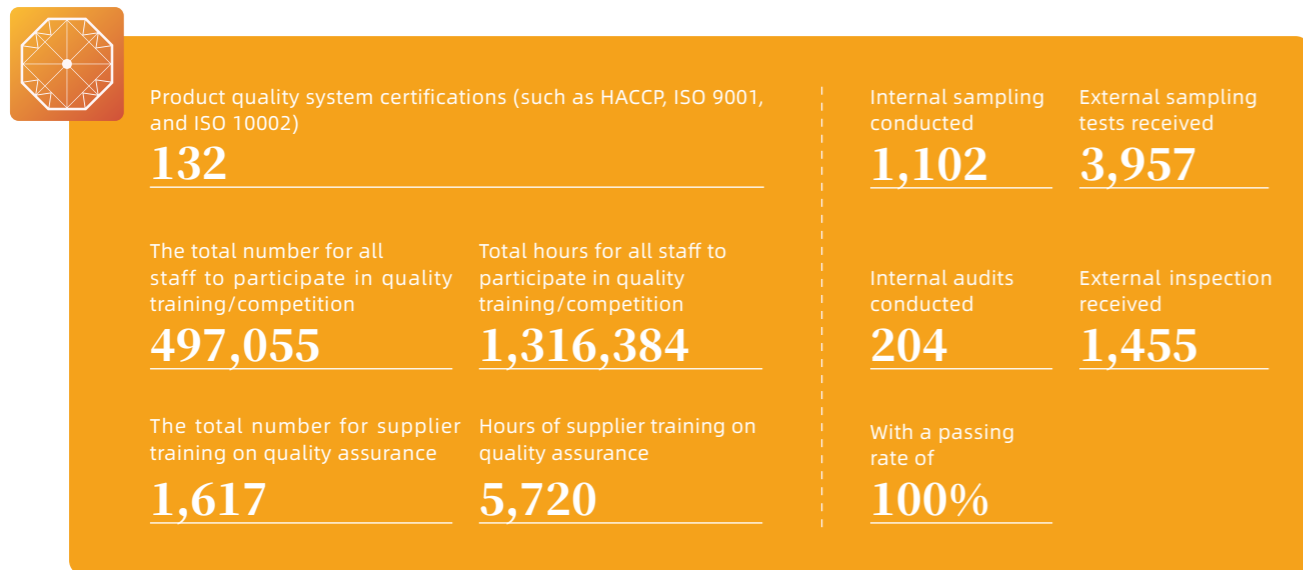 Product quality system certifications (such as HACCP, ISO 9001,
and ISO 10002)
132
The total number for all
staff to participate in quality
training/competition
497,055
Total hours for all staff to
participate in quality
training/competition
1,316,384
The total number for supplier
training on quality assurance
1,617
Hours of supplier training on
quality assurance
5,720
Internal sampling
conducted
1,102
External sampling
tests received
3,957
Internal audits
conducted
204
External inspection
received
1,455
With a passing
rate of
100%